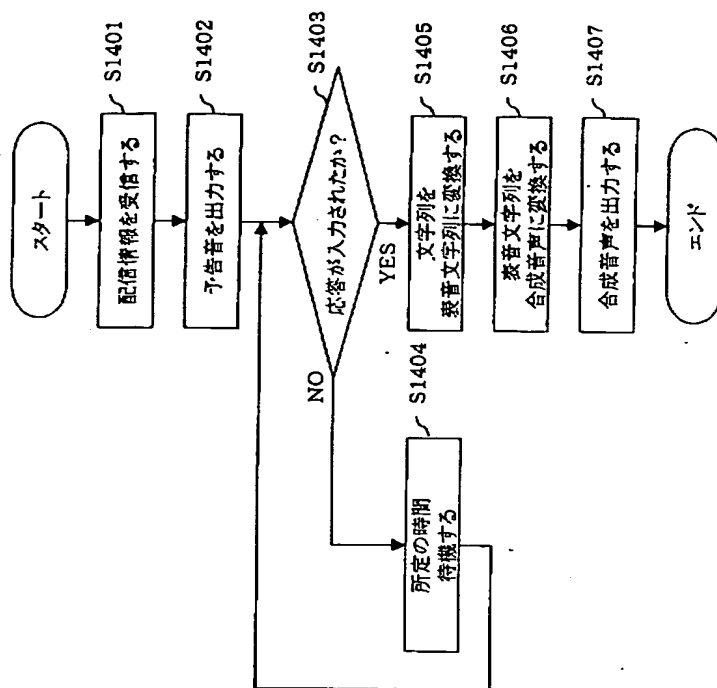 スタート
配信情報を受信する
S1401
予告音を出力する
S1402
応答が入力されたか？
S1403
NO
YES
所定の時間
待機する
S1404
文字列を
表音文字列に変換する
S1405
表音文字列を
合成音声に変換する
S1406
合成音声を出力する
S1407
エンド